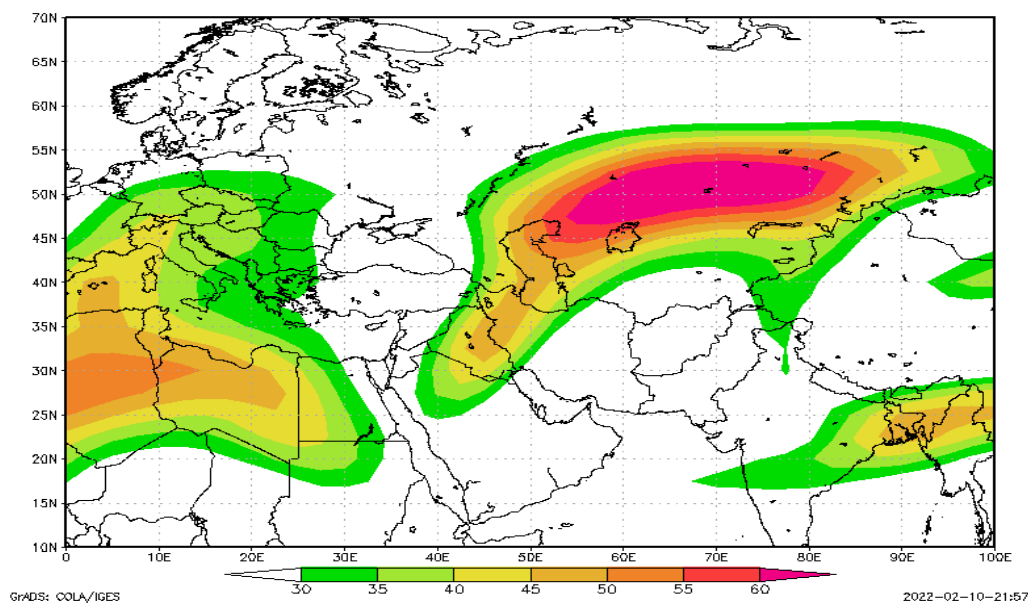 70N
65N
60N
55N
50N
45N
40N
35N
30N
25N
20N
15N
10N
0 10E 20E 30E 40E 50E 60E 70E 80E 90E 100E
30 35 40 45 50 55 60
GrADS: COLA/IGES 2022-02-10-21:57